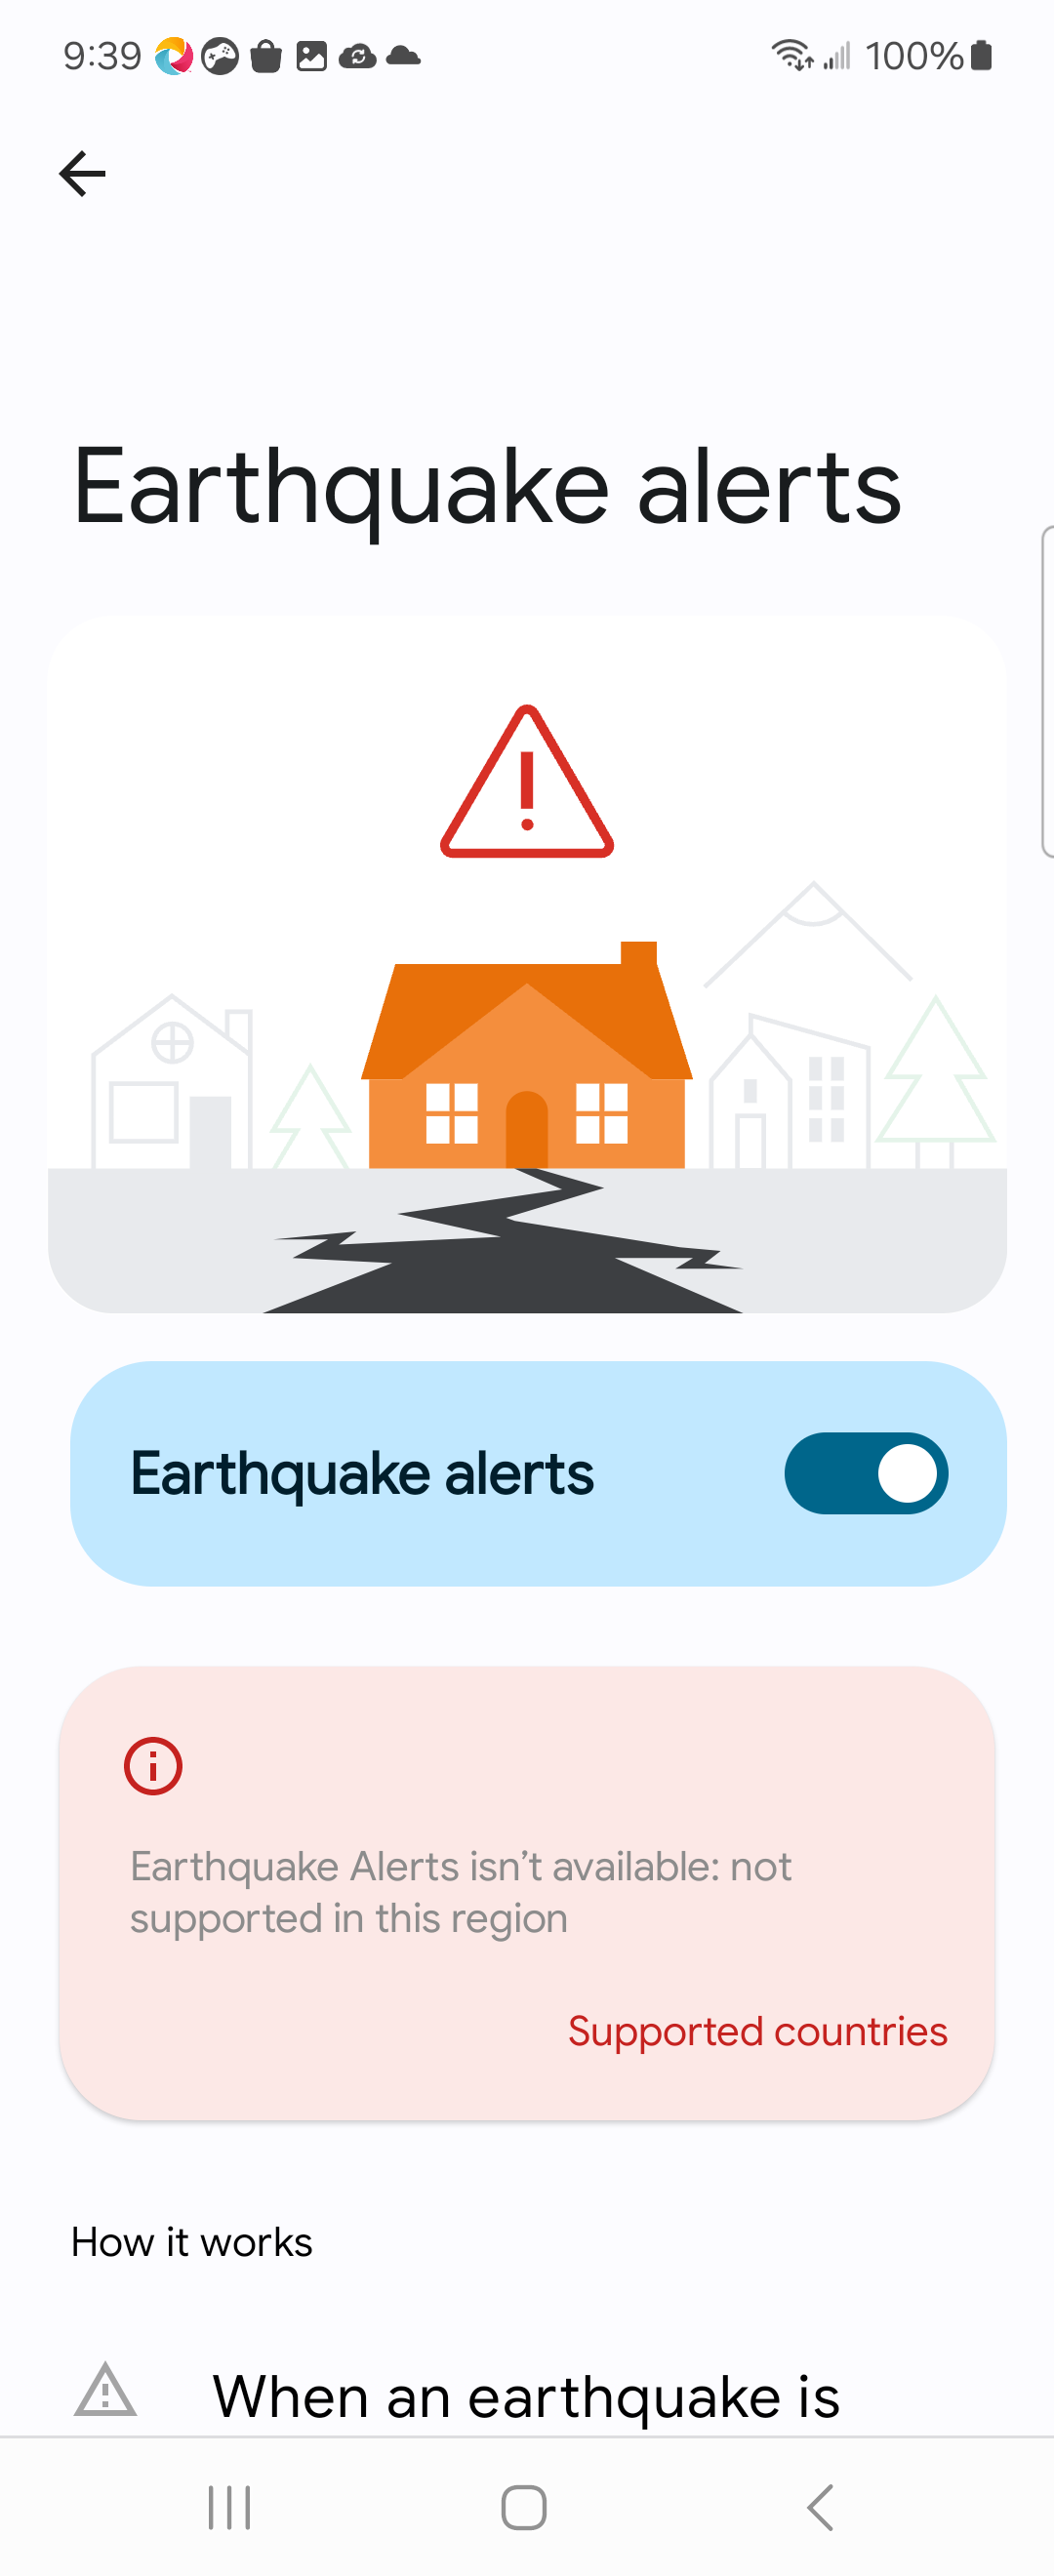 9:39 100%
Earthquake alerts
Earthquake alerts
Earthquake Alerts isn’t available: not
supported in this region
Supported countries
How it works
When an earthquake is